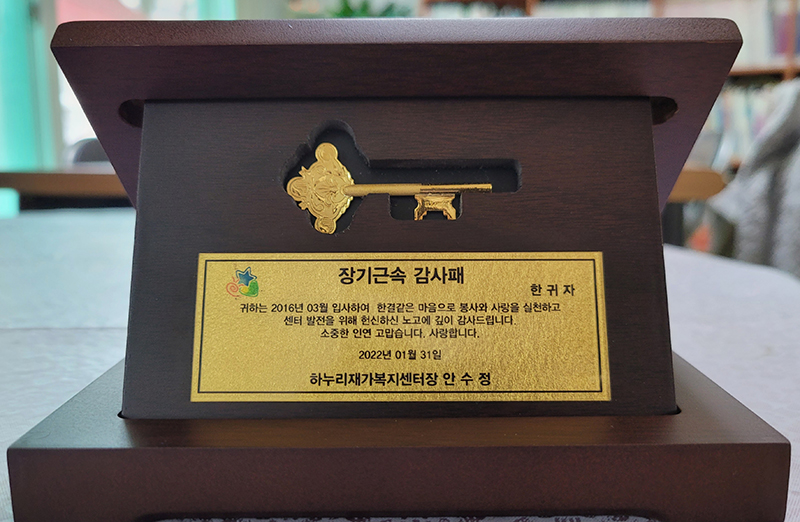 장기근속 감사패
한 귀 자
귀하는 2016년 03월 입사하여 한결같은 마음으로 봉사와 사랑을 실천하고
센터 발전을 위해 헌신하신 노고에 깊이 감사드립니다.
소중한 인연 고맙습니다. 사랑합니다.
2022년 01월 31일
하누리재가복지센터장 안 수 정